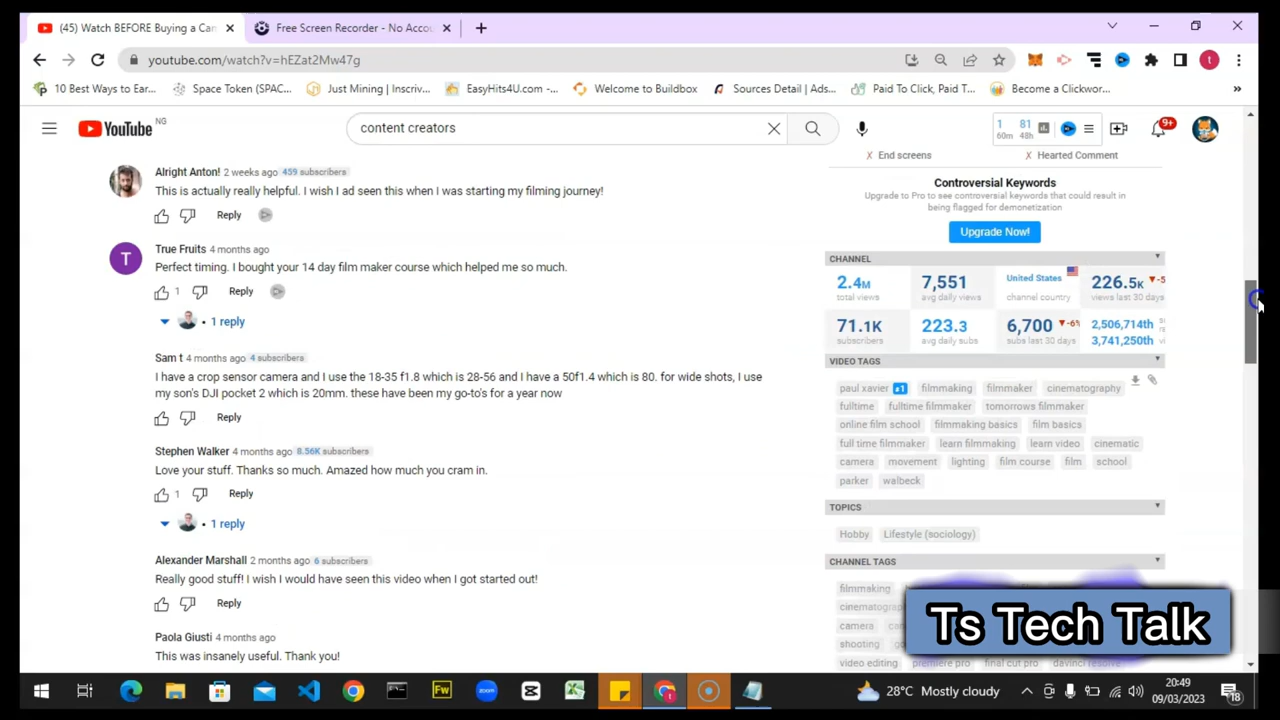 (45) Watch BEFORE Buying a Can
Free Screen Recorder - No Accou
youtube.com/watch?v=hEZat2Mw47g
10 Best Ways to Ear...
Space Token (SPAC...
Just Mining | Inscriv...
EasyHits4U.com -...
Welcome to Buildbox
Sources Detail | Ads...
Paid To Click, Paid T...
Become a Clickwor...
YouTube NG
content creators
1 60m
81 48h
9+
X End screens
X Hearted Comment
Controversial Keywords
Upgrade to Pro to see controversial keywords that could result in
being flagged for demonetization
Upgrade Now!
Alright Anton! 2 weeks ago 459 subscribers
This is actually really helpful. I wish I ad seen this when I was starting my filming journey!
Reply
True Fruits 4 months ago
T
Perfect timing. I bought your 14 day film maker course which helped me so much.
1 Reply
1 reply
Sam t 4 months ago 4 subscribers
I have a crop sensor camera and I use the 18-35 f1.8 which is 28-56 and I have a 50f1.4 which is 80. for wide shots, I use
my son's DJI pocket 2 which is 20mm. these have been my go-to's for a year now
Reply
Stephen Walker 4 months ago 8.56K subscribers
Love your stuff. Thanks so much. Amazed how much you cram in.
1 Reply
1 reply
Alexander Marshall 2 months ago 6 subscribers
Really good stuff! I wish I would have seen this video when I got started out!
Reply
Paola Giusti 4 months ago
This was insanely useful. Thank you!
CHANNEL
2.4M
total views
7,551
avg daily views
United States
channel country
226.5K -5
views last 30 days
71.1K
subscribers
223.3
avg daily subs
6,700 -6%
subs last 30 days
2,506,714th
3,741,250th
VIDEO TAGS
paul xavier #1 filmmaking filmmaker cinematography
fulltime fulltime filmmaker tomorrows filmmaker
online film school filmmaking basics film basics
full time filmmaker learn filmmaking learn video cinematic
camera movement lighting film course film school
parker walbeck
TOPICS
Hobby Lifestyle (sociology)
CHANNEL TAGS
filmmaking
camera
shooting
video editing premiere pro final cut pro davinci resolve
Ts Tech Talk
28°C Mostly cloudy
20:49
09/03/2023
18